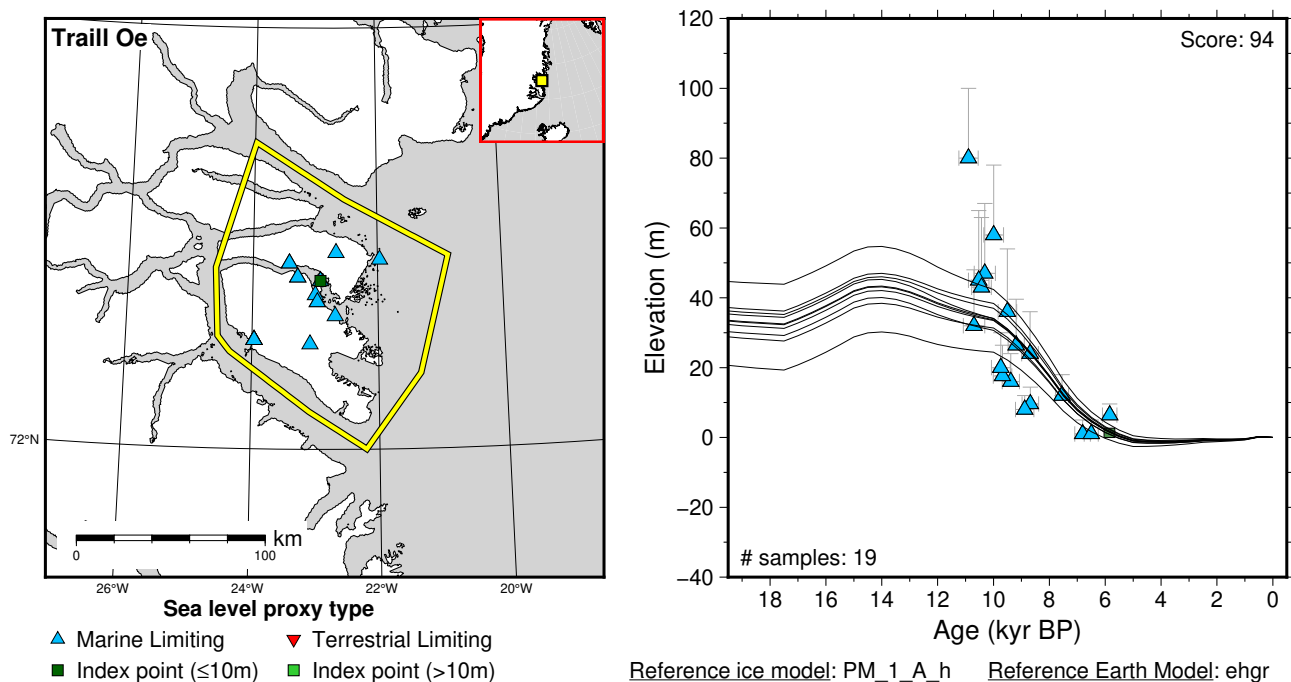 Traill Oe
72°N
km
0
100
26°W
24°W
22°W
20°W
Sea level proxy type
Marine Limiting
Terrestrial Limiting
Index point (≤10m)
Index point (>10m)
120
100
80
60
40
20
0
−20
−40
Elevation (m)
Score: 94
# samples: 19
18
16
14
12
10
8
6
4
2
0
Age (kyr BP)
Reference ice model: PM_1_A_h
Reference Earth Model: ehgr